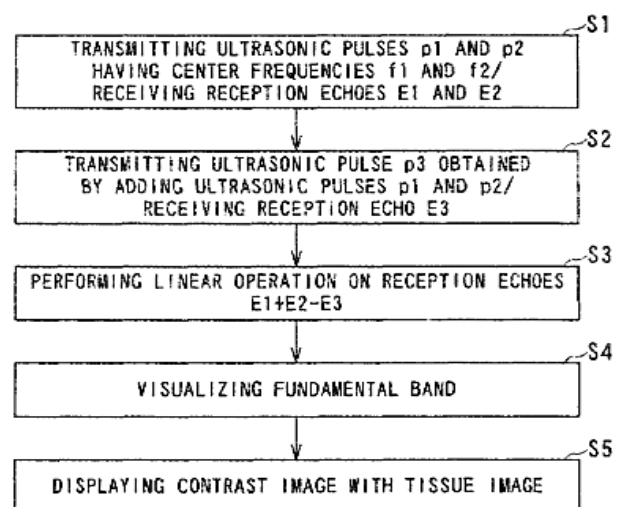 S1
TRANSMITTING ULTRASONIC PULSES p1 AND p2
HAVING CENTER FREQUENCIES f1 AND f2/
RECEIVING RECEPTION ECHOES E1 AND E2
S2
TRANSMITTING ULTRASONIC PULSE p3 OBTAINED
BY ADDING ULTRASONIC PULSES p1 AND p2/
RECEIVING RECEPTION ECHO E3
S3
PERFORMING LINEAR OPERATION ON RECEPTION ECHOES
E1+E2-E3
S4
VISUALIZING FUNDAMENTAL BAND
S5
DISPLAYING CONTRAST IMAGE WITH TISSUE IMAGE